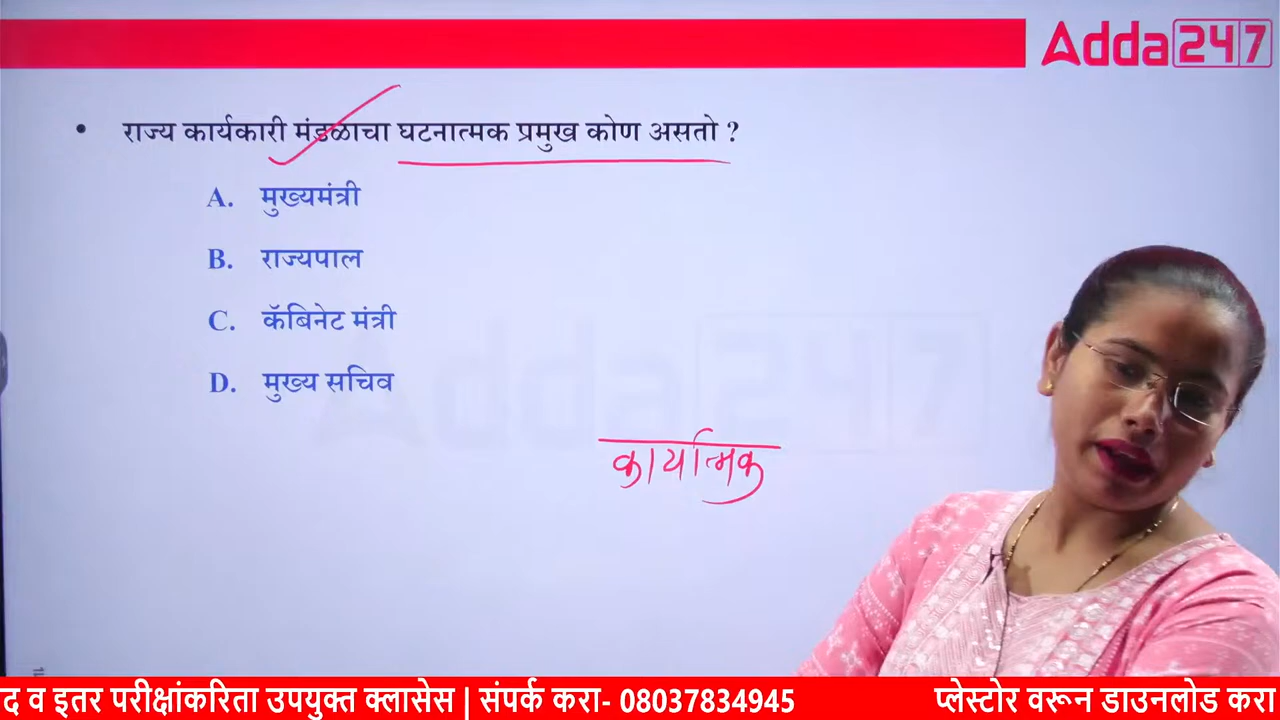 Adda247
• राज्य कार्यकारी मंडळाचा घटनात्मक प्रमुख कोण असतो ?
A. मुख्यमंत्री
B. राज्यपाल
C. कॅबिनेट मंत्री
D. मुख्य सचिव
Adda247
कार्यात्मक
द व इतर परीक्षांकरिता उपयुक्त क्लासेस | संपर्क करा- 08037834945
प्लेस्टोर वरून डाउनलोड करा